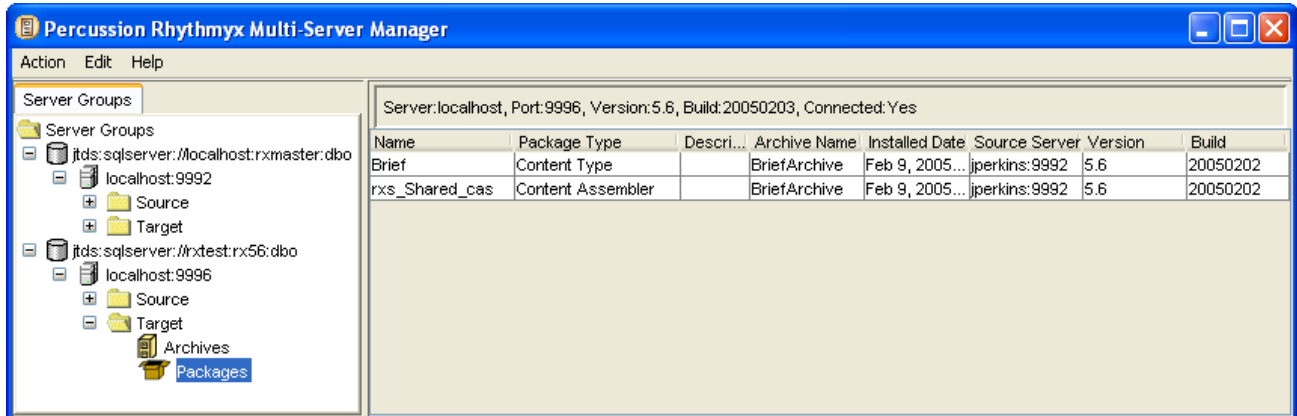 Percussion Rhythmyx Multi-Server Manager
Action Edit Help
Server Groups
Server Groups
jtds:sqlserver://localhost:rxmaster:dbo
localhost:9992
Source
Target
jtds:sqlserver://rxtest:rx56:dbo
localhost:9996
Source
Target
Archives
Packages
Server:localhost, Port:9996, Version:5.6, Build:20050203, Connected:Yes
Name Package Type Descri... Archive Name Installed Date Source Server Version Build
Brief Content Type BriefArchive Feb 9, 2005... jperkins:9992 5.6 20050202
rxs_Shared_cas Content Assembler BriefArchive Feb 9, 2005... jperkins:9992 5.6 20050202